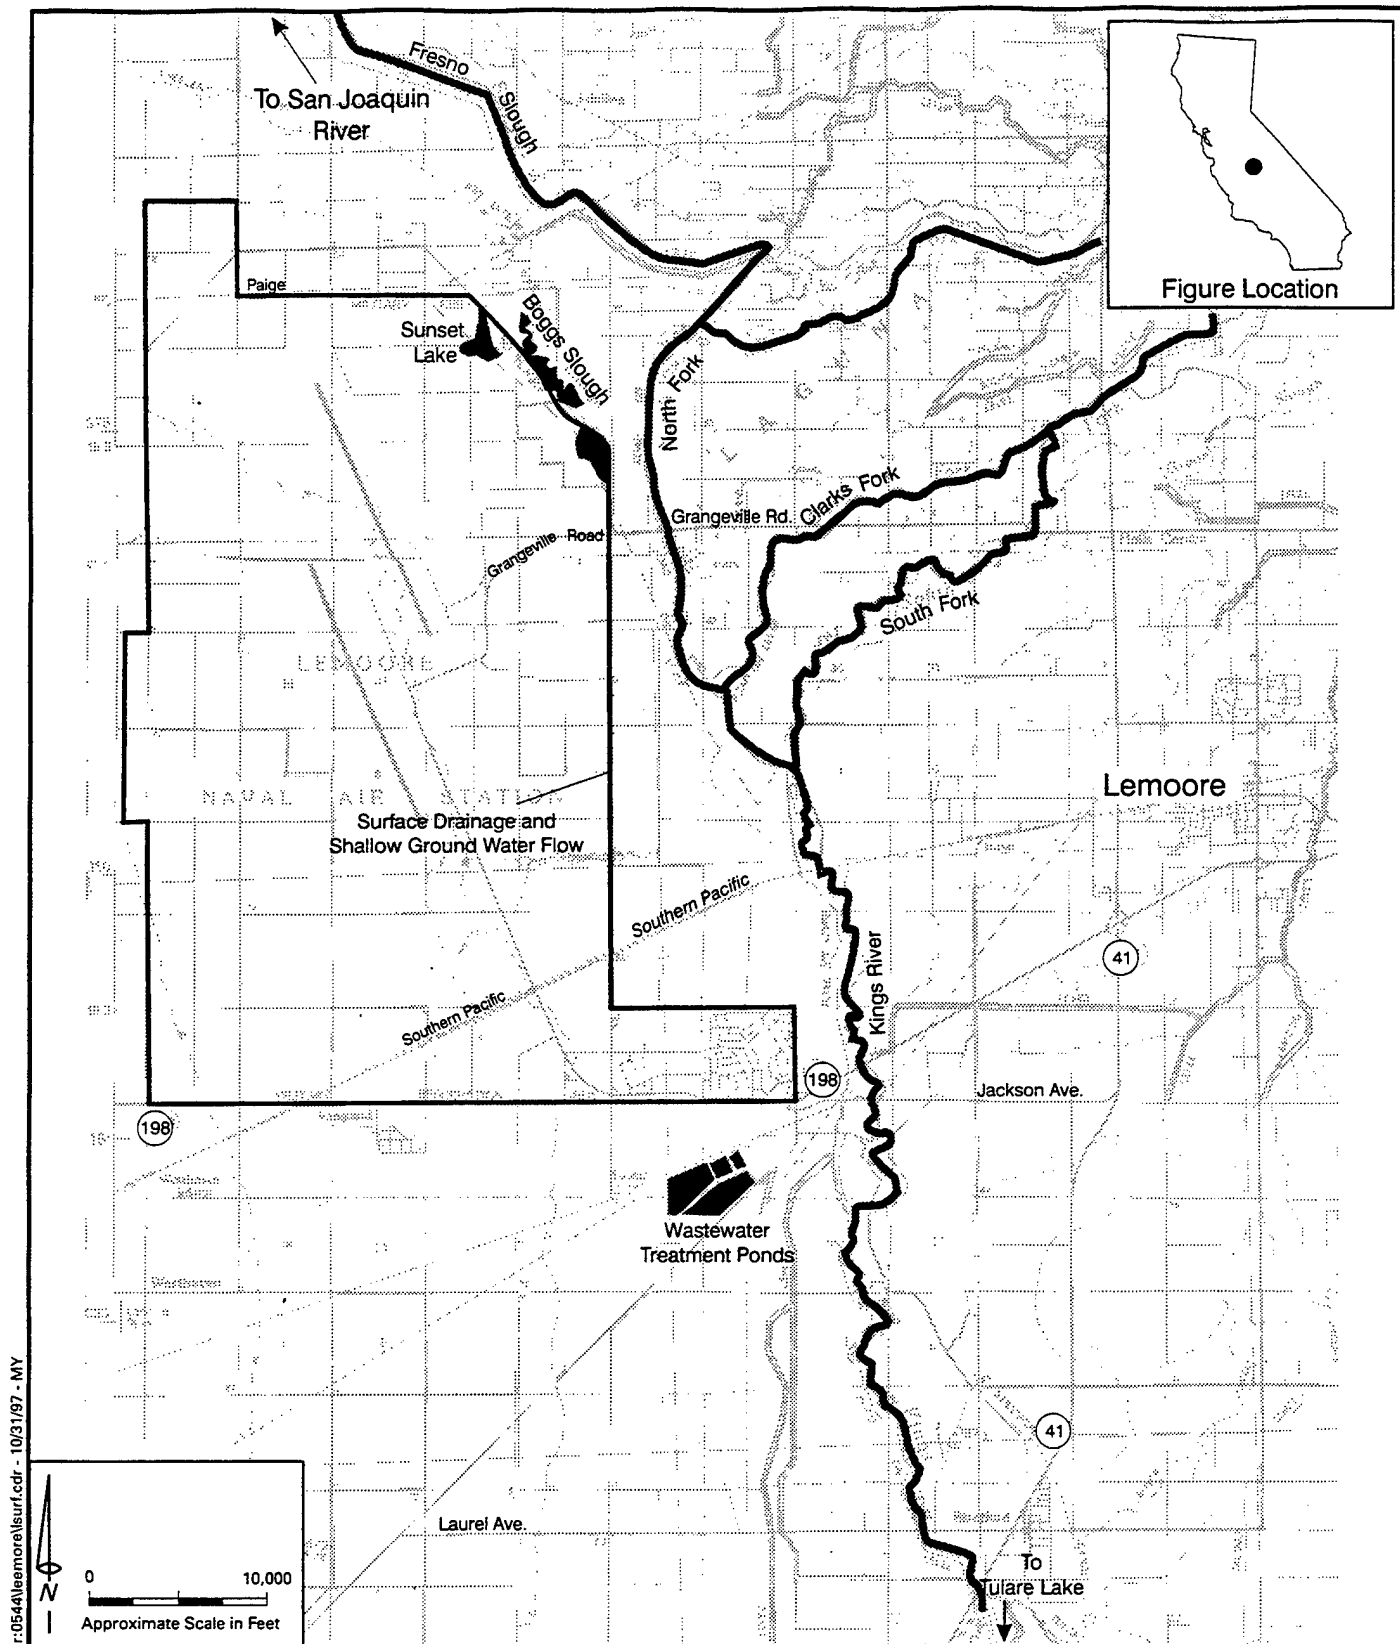 Fresno
Slough
To San Joaquin
River
Figure Location
Paige
Sunset
Lake
Boggs Slough
North Fork
Clarks Fork
Grangeville Rd.
Grangeville Road
South Fork
LEMOORE
NAVAL AIR STATION
Lemoore
Surface Drainage and
Shallow Ground Water Flow
Southern Pacific
Southern Pacific
Kings River
41
198
198
Jackson Ave.
Wastewater
Treatment Ponds
41
Laurel Ave.
To
Tulare Lake
N
0 10,000
Approximate Scale in Feet
r:0544\leemore\lsurf.cdr - 10/31/97 - MY